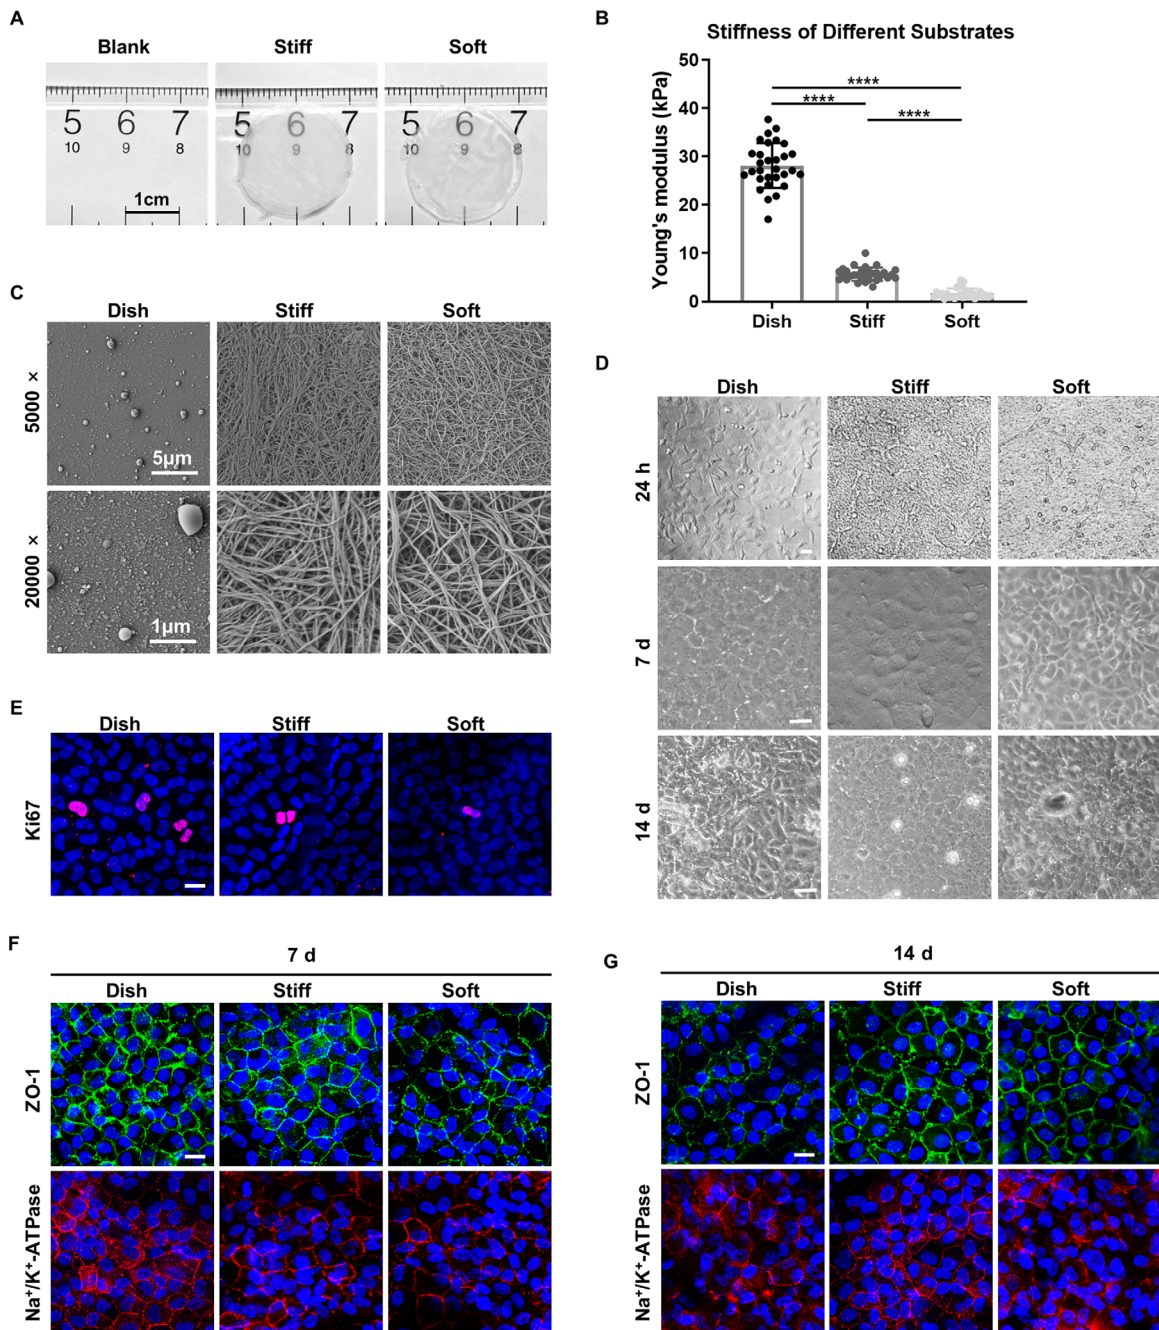 A
Blank
Stiff
Soft
5 6 7
10 9 8
1cm
5 6 7
10 9 8
5 6 7
10 9 8
B
Stiffness of Different Substrates
Young's modulus (kPa)
50
40
30
20
10
0
****
****
****
Dish
Stiff
Soft
C
Dish
Stiff
Soft
5000 ×
5μm
20000 ×
1μm
D
Dish
Stiff
Soft
24 h
7 d
14 d
E
Dish
Stiff
Soft
Ki67
F
7 d
Dish
Stiff
Soft
ZO-1
Na⁺/K⁺-ATPase
G
14 d
Dish
Stiff
Soft
ZO-1
Na⁺/K⁺-ATPase